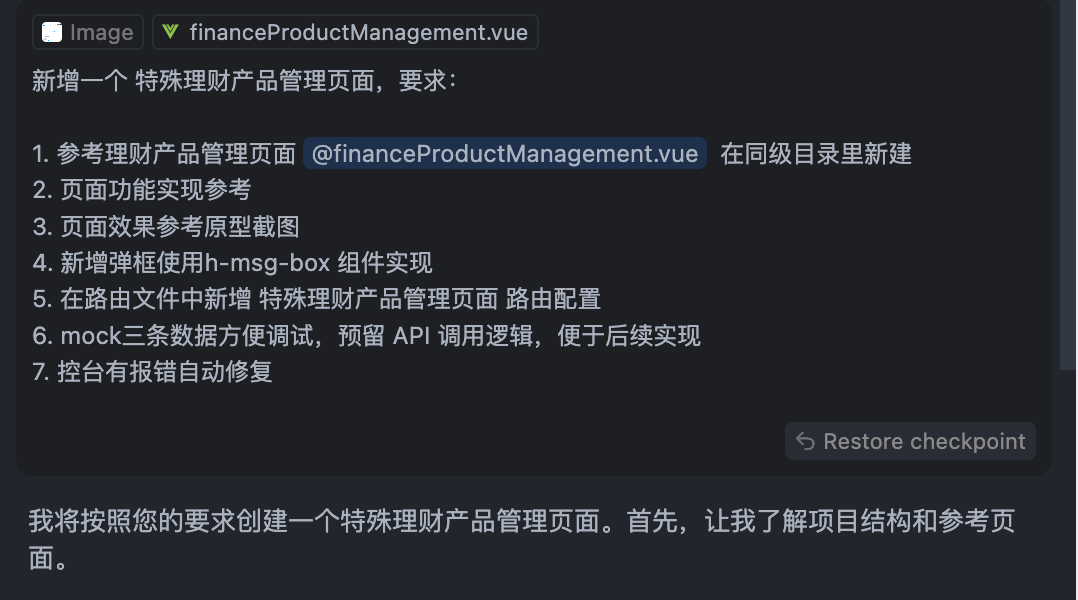 Image financeProductManagement.vue
新增一个 特殊理财产品管理页面，要求：
1. 参考理财产品管理页面 @financeProductManagement.vue 在同级目录里新建
2. 页面功能实现参考
3. 页面效果参考原型截图
4. 新增弹框使用h-msg-box 组件实现
5. 在路由文件中新增 特殊理财产品管理页面 路由配置
6. mock三条数据方便调试，预留 API 调用逻辑，便于后续实现
7. 控台有报错自动修复
Restore checkpoint
我将按照您的要求创建一个特殊理财产品管理页面。首先，让我了解项目结构和参考页
面。